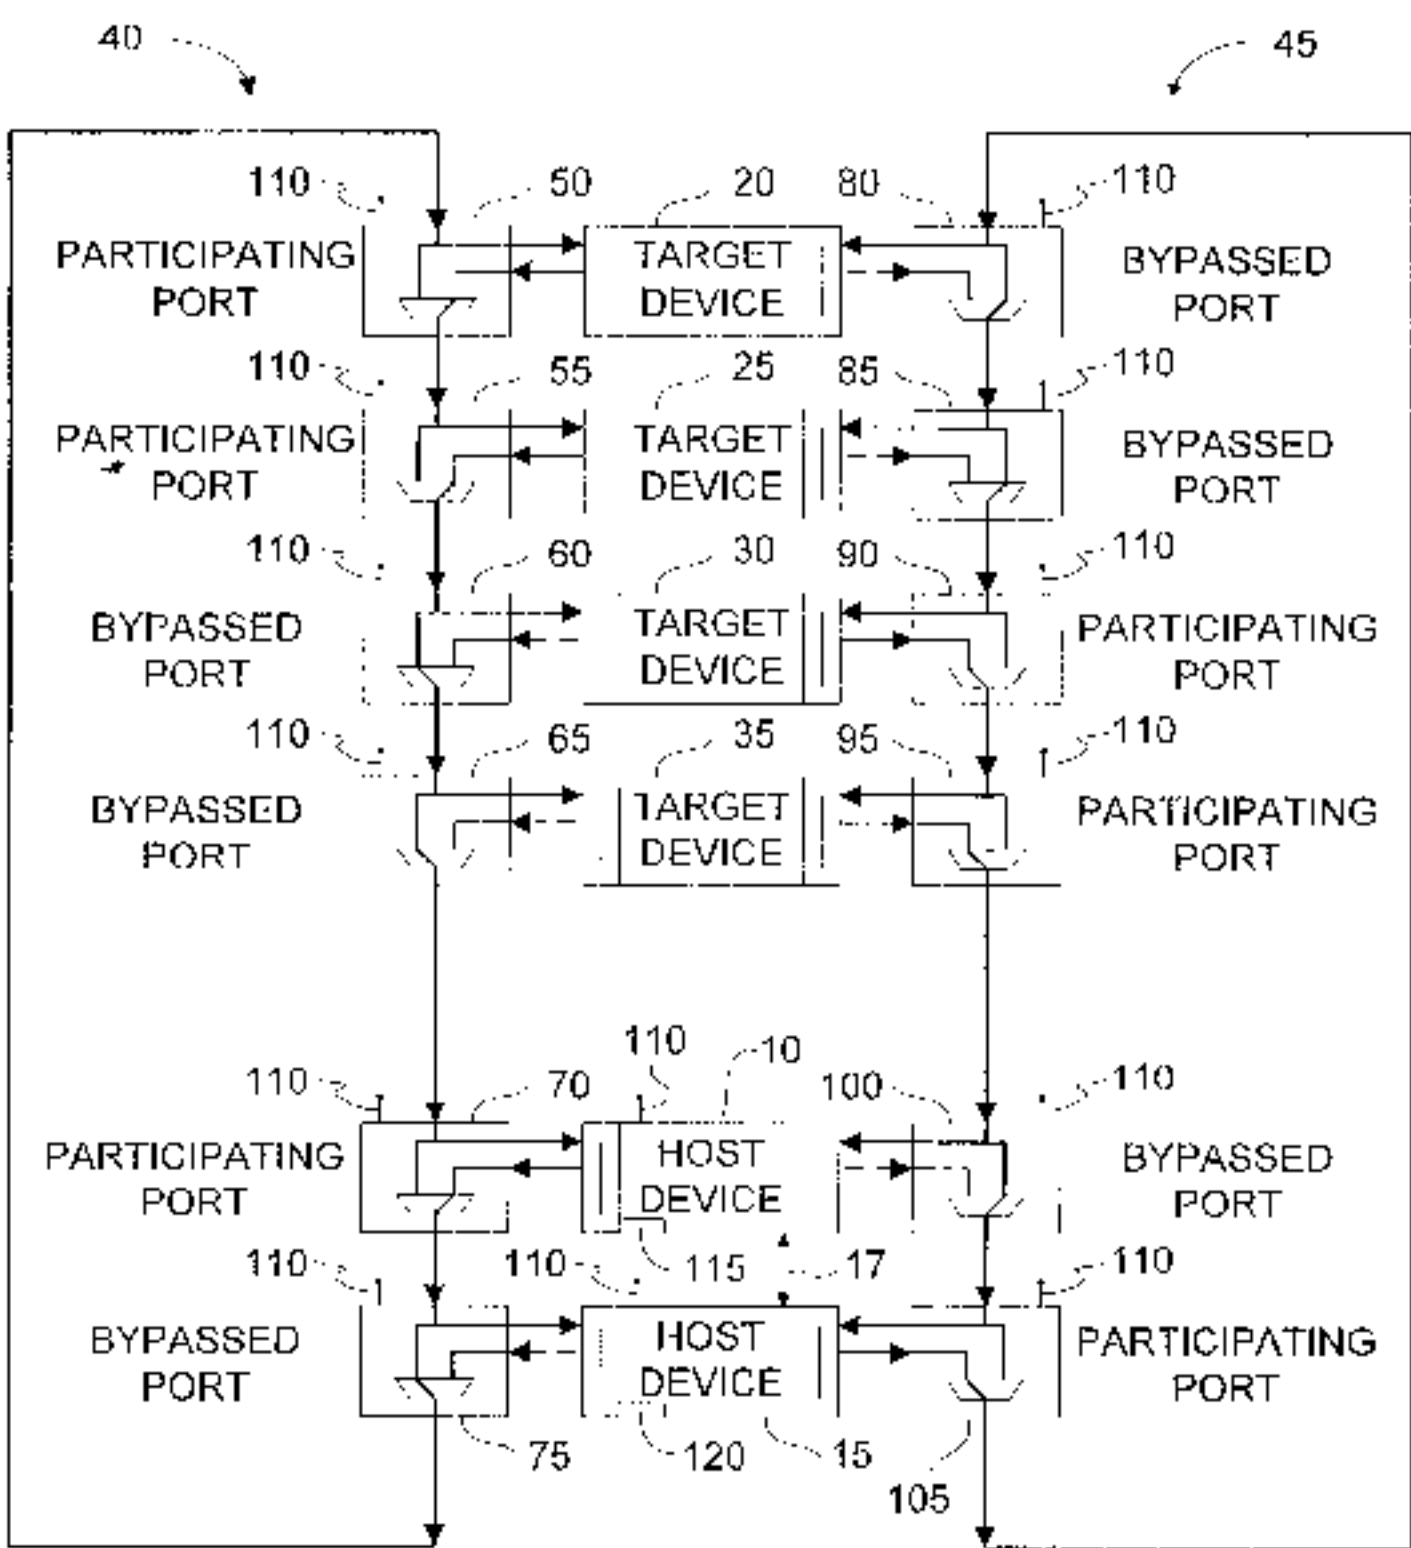 40 45
110 50 20 80 110
PARTICIPATING PORT TARGET DEVICE BYPASSED PORT
110 55 25 85 110
PARTICIPATING PORT TARGET DEVICE BYPASSED PORT
110 60 30 90 110
BYPASSED PORT TARGET DEVICE PARTICIPATING PORT
110 65 35 95 110
BYPASSED PORT TARGET DEVICE PARTICIPATING PORT
110 70 110 10 100 110
PARTICIPATING PORT HOST DEVICE BYPASSED PORT
110 110 115 17 110
BYPASSED PORT HOST DEVICE PARTICIPATING PORT
75 120 15 105